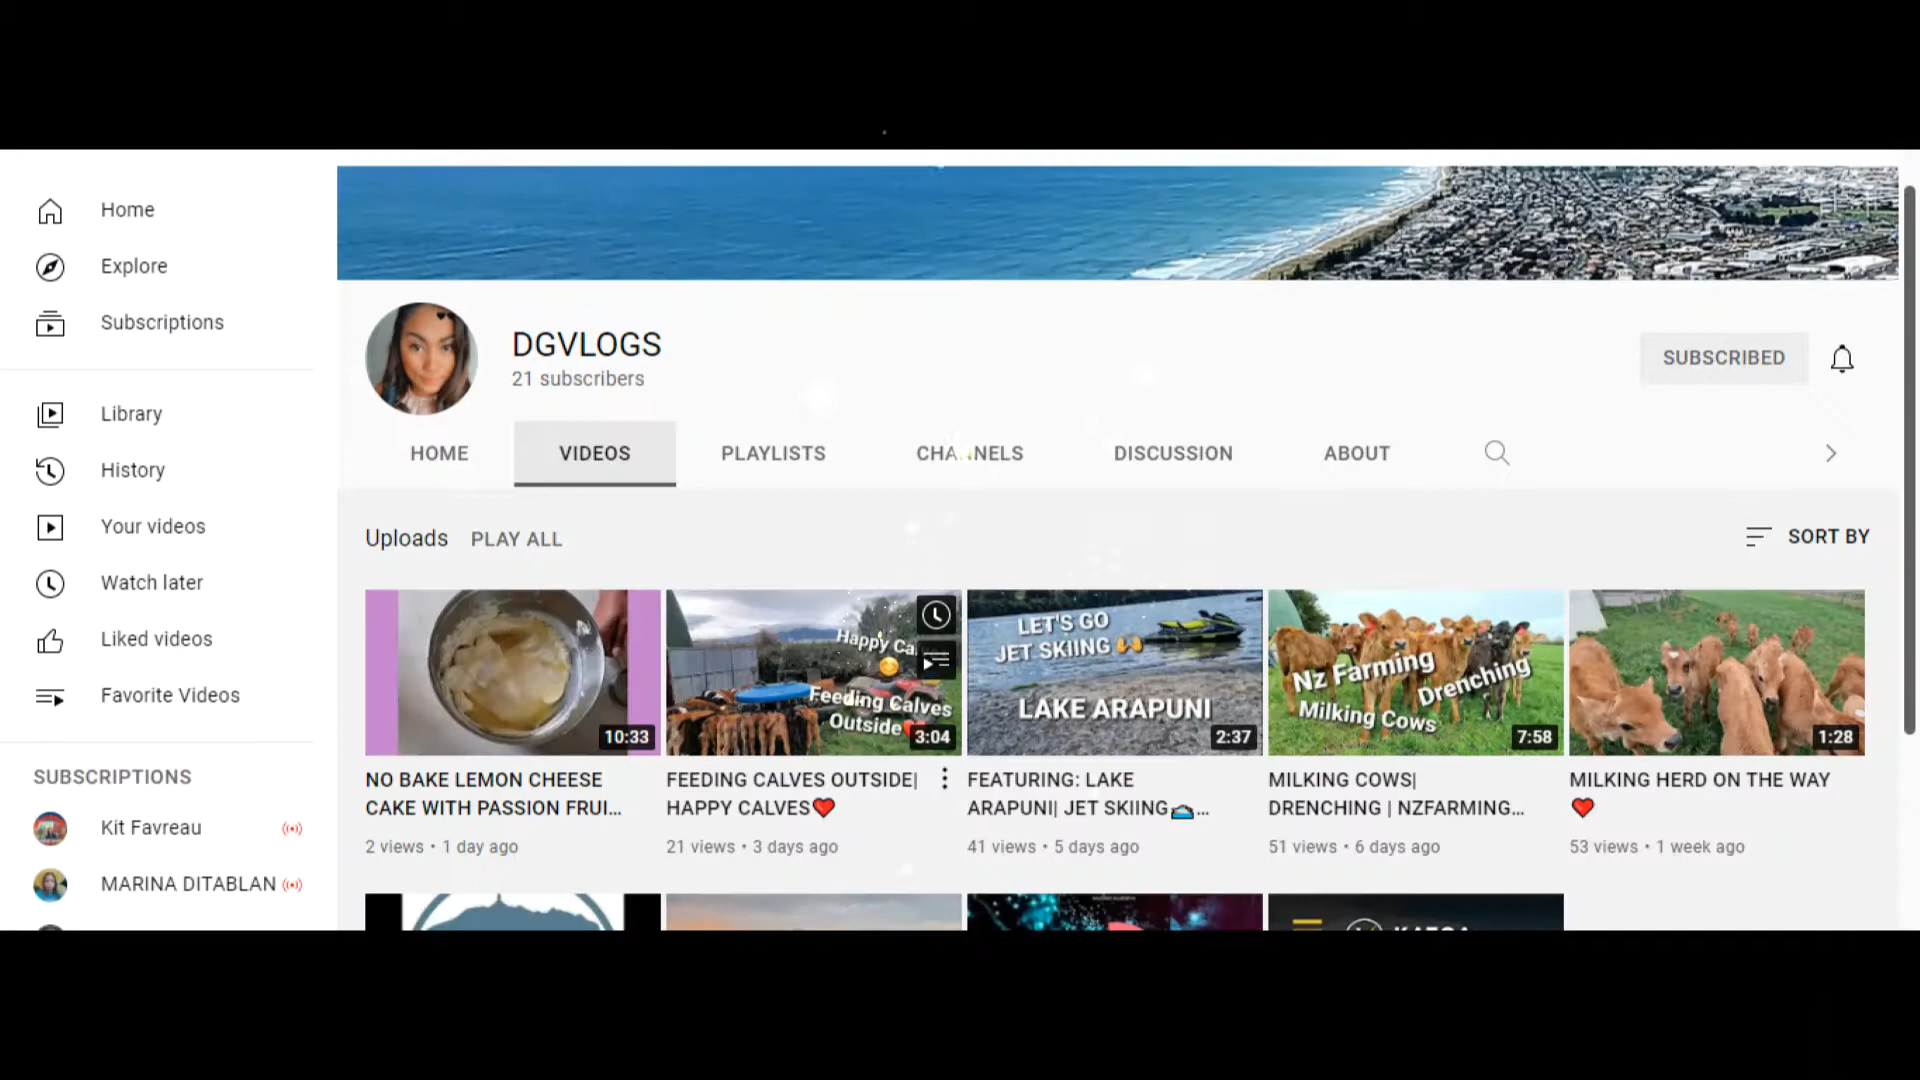 Home
Explore
Subscriptions
Library
History
Your videos
Watch later
Liked videos
Favorite Videos
SUBSCRIPTIONS
Kit Favreau
MARINA DITABLAN
DGVLOGS
21 subscribers
SUBSCRIBED
HOME VIDEOS PLAYLISTS CHANNELS DISCUSSION ABOUT
Uploads PLAY ALL
SORT BY
10:33
NO BAKE LEMON CHEESE
CAKE WITH PASSION FRUI...
2 views • 1 day ago
Happy Ca
Feeding Calves
Outside❤
3:04
FEEDING CALVES OUTSIDE|
HAPPY CALVES❤
21 views • 3 days ago
LET'S GO
JET SKIING 🙌
LAKE ARAPUNI
2:37
FEATURING: LAKE
ARAPUNI| JET SKIING🚤...
41 views • 5 days ago
Nz Farming
Drenching
Milking Cows
7:58
MILKING COWS|
DRENCHING | NZFARMING...
51 views • 6 days ago
1:28
MILKING HERD ON THE WAY
❤
53 views • 1 week ago